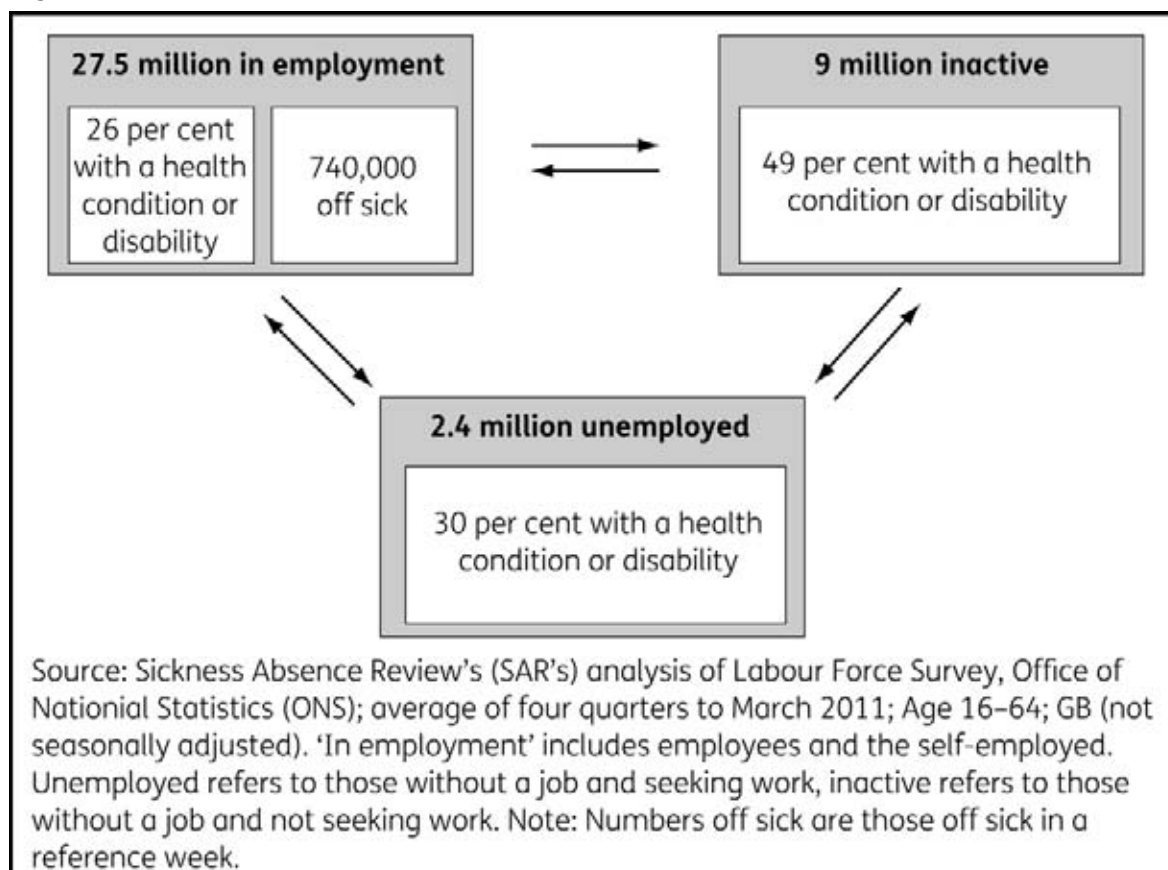 27.5 million in employment
26 per cent
with a health
condition or
disability
740,000
off sick
9 million inactive
49 per cent with a health
condition or disability
2.4 million unemployed
30 per cent with a health
condition or disability
Source: Sickness Absence Review’s (SAR’s) analysis of Labour Force Survey, Office of
Nationial Statistics (ONS); average of four quarters to March 2011; Age 16–64; GB (not
seasonally adjusted). ‘In employment’ includes employees and the self-employed.
Unemployed refers to those without a job and seeking work, inactive refers to those
without a job and not seeking work. Note: Numbers off sick are those off sick in a
reference week.